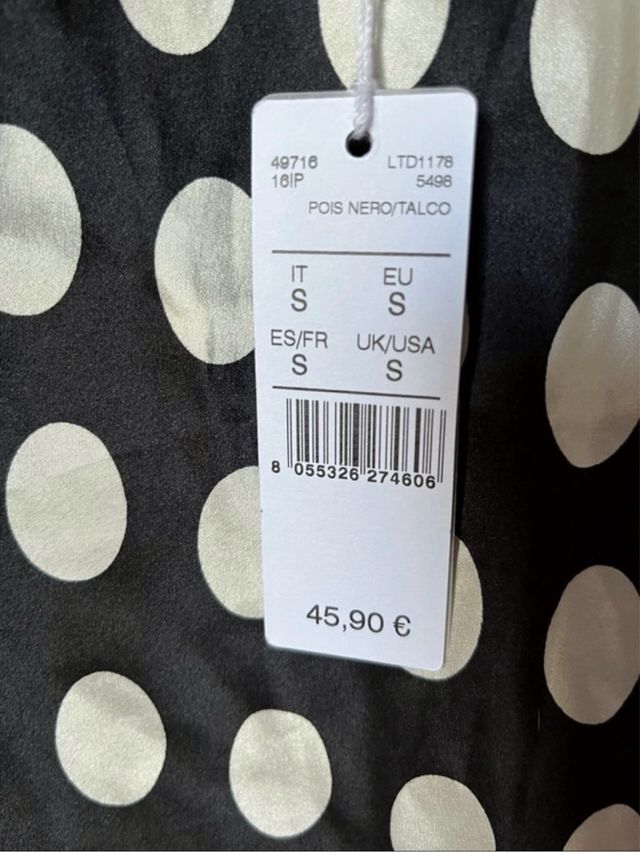 49716 LTD1178
16IP 5498
POIS NERO/TALCO
IT EU
S S
ES/FR UK/USA
S S
8 055326 274606
45,90 €